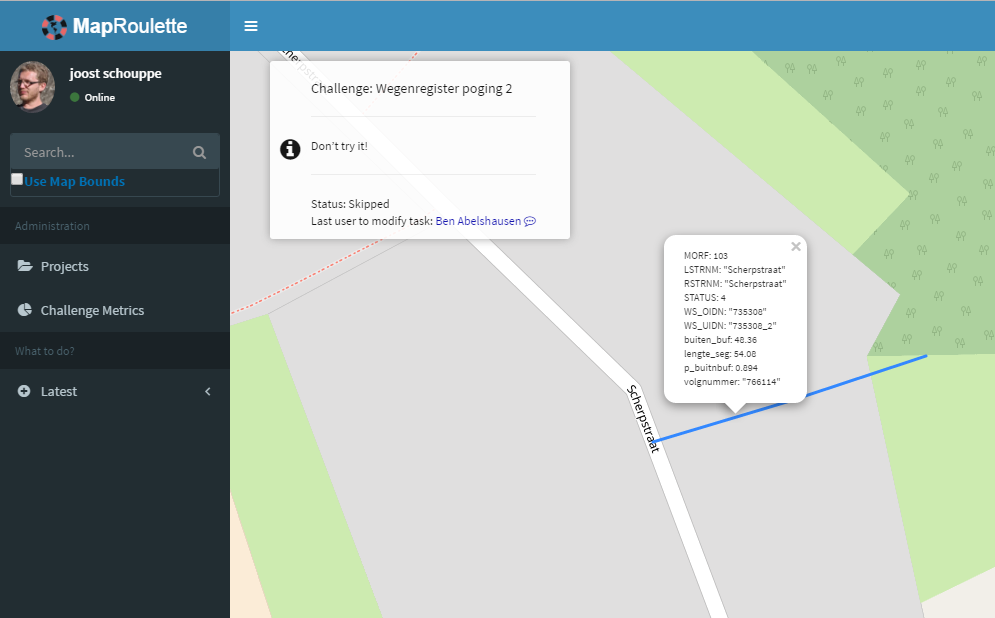 MapRoulette
joost schouppe
Online
Search...
Use Map Bounds
Administration
Projects
Challenge Metrics
What to do?
Latest
Challenge: Wegenregister poging 2
Don't try it!
Status: Skipped
Last user to modify task: Ben Abelshausen
MORF: 103
LSTRNM: "Scherpstraat"
RSTRNM: "Scherpstraat"
STATUS: 4
WS_OIDN: "735308"
WS_UIDN: "735308_2"
buiten_buf: 48.36
lengte_seg: 54.08
p_buitnbuf: 0.894
volgnummer: "766114"
Scherpstraat